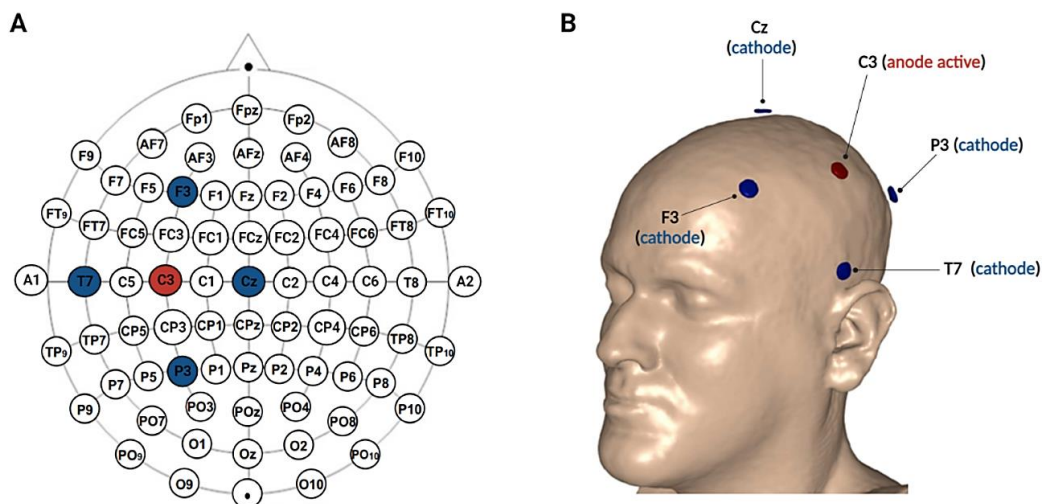 A
Fpz
Fp1
Fp2
AF7
AF8
AF3
AFz
AF4
F9
F10
F7
F5
F3
F1
Fz
F2
F4
F6
F8
FT9
FT10
FT7
FC5
FC3
FC1
FCz
FC2
FC4
FC6
FT8
A1
T7
C5
C3
C1
Cz
C2
C4
C6
T8
A2
TP9
TP7
CP5
CP3
CP1
CPz
CP2
CP4
CP6
TP8
TP10
P9
P7
P5
P3
P1
Pz
P2
P4
P6
P8
P10
PO7
PO3
POz
PO4
PO8
PO9
O1
Oz
O2
PO10
O9
O10
B
Cz
(cathode)
C3 (anode active)
P3 (cathode)
F3
(cathode)
T7 (cathode)